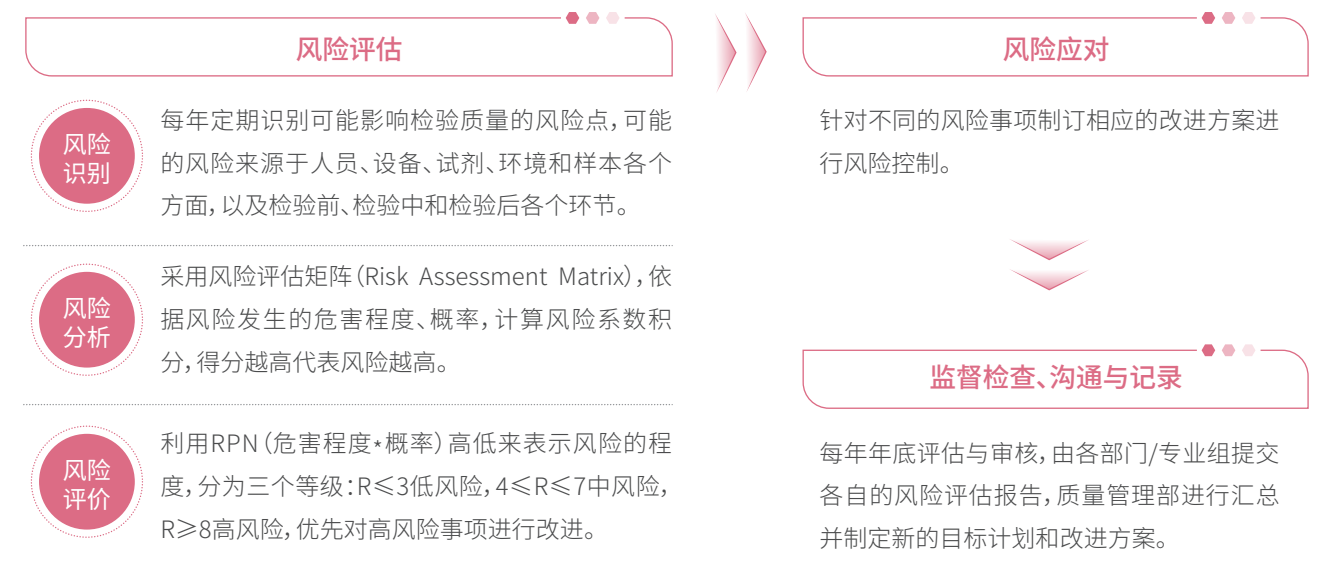 风险评估
风险
识别
每年定期识别可能影响检验质量的风险点，可能
的风险来源于人员、设备、试剂、环境和样本各个
方面，以及检验前、检验中和检验后各个环节。
风险
分析
采用风险评估矩阵（Risk Assessment Matrix），依
据风险发生的危害程度、概率，计算风险系数积
分，得分越高代表风险越高。
风险
评价
利用RPN（危害程度*概率）高低来表示风险的程
度，分为三个等级：R≤3低风险，4≤R≤7中风险，
R≥8高风险，优先对高风险事项进行改进。
风险应对
针对不同的风险事项制订相应的改进方案进
行风险控制。
监督检查、沟通与记录
每年年底评估与审核，由各部门/专业组提交
各自的风险评估报告，质量管理部进行汇总
并制定新的目标计划和改进方案。